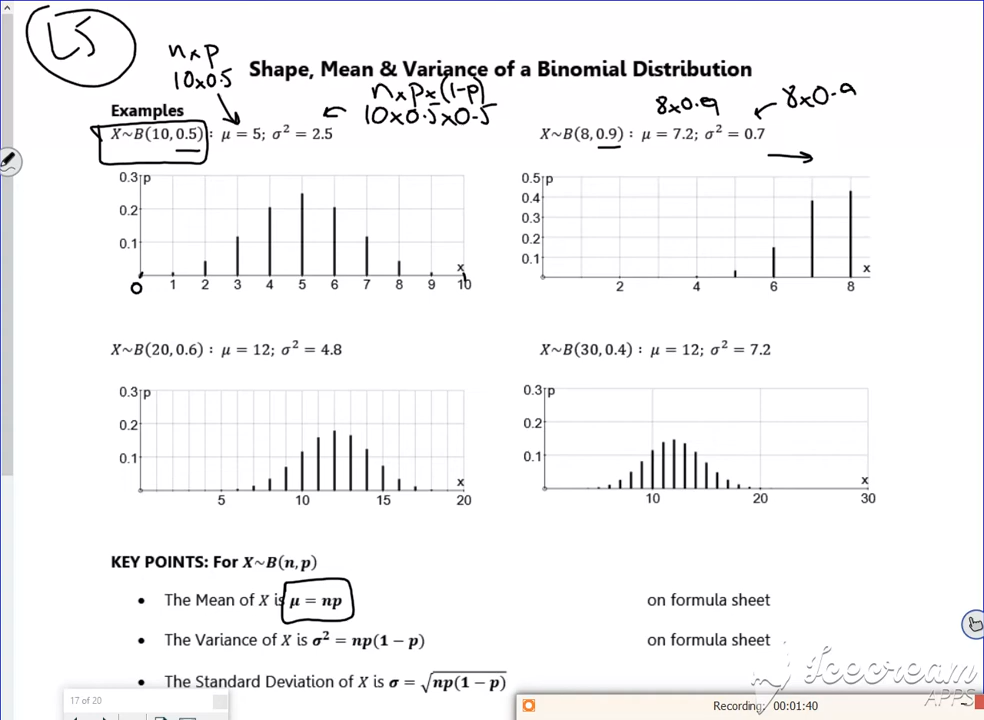 L5
n×p
10×0.5
Shape, Mean & Variance of a Binomial Distribution
n×p×(1-p)
10×0.5×0.5
8×0.9
8×0.9
Examples
X~B(10, 0.5) : μ = 5; σ² = 2.5
X~B(8, 0.9) : μ = 7.2; σ² = 0.7
0.3 p
0.2
0.1
x
0 1 2 3 4 5 6 7 8 9 10
0.5 p
0.4
0.3
0.2
0.1
x
2 4 6 8
X~B(20, 0.6) : μ = 12; σ² = 4.8
X~B(30, 0.4) : μ = 12; σ² = 7.2
0.3 p
0.2
0.1
x
5 10 15 20
0.3 p
0.2
0.1
x
10 20 30
KEY POINTS: For X~B(n, p)
• The Mean of X is μ = np on formula sheet
• The Variance of X is σ² = np(1 − p) on formula sheet
• The Standard Deviation of X is σ = √np(1 − p)
Icecream
APPS
17 of 20
Recording: 00:01:40